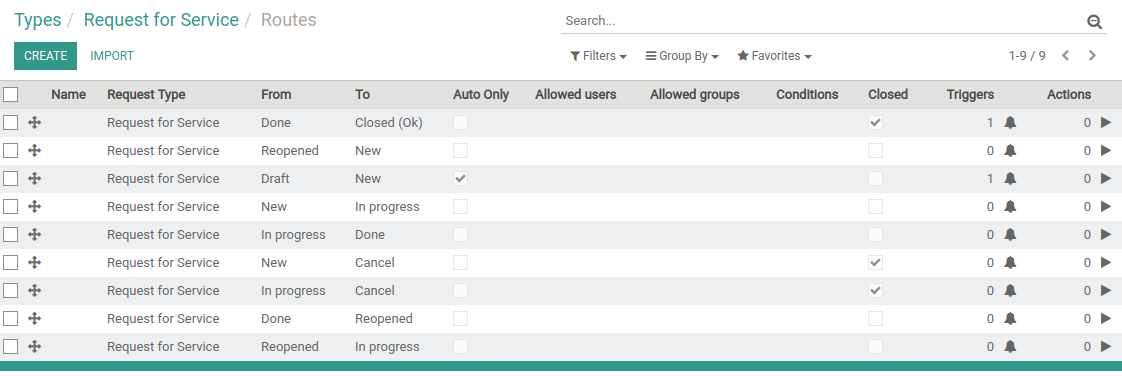 Types / Request for Service / Routes
Search...
CREATE IMPORT
Filters Group By Favorites 1-9 / 9
Name Request Type From To Auto Only Allowed users Allowed groups Conditions Closed Triggers Actions
Request for Service Done Closed (Ok) 1 0
Request for Service Reopened New 0 0
Request for Service Draft New 1 0
Request for Service New In progress 0 0
Request for Service In progress Done 0 0
Request for Service New Cancel 0 0
Request for Service In progress Cancel 0 0
Request for Service Done Reopened 0 0
Request for Service Reopened In progress 0 0